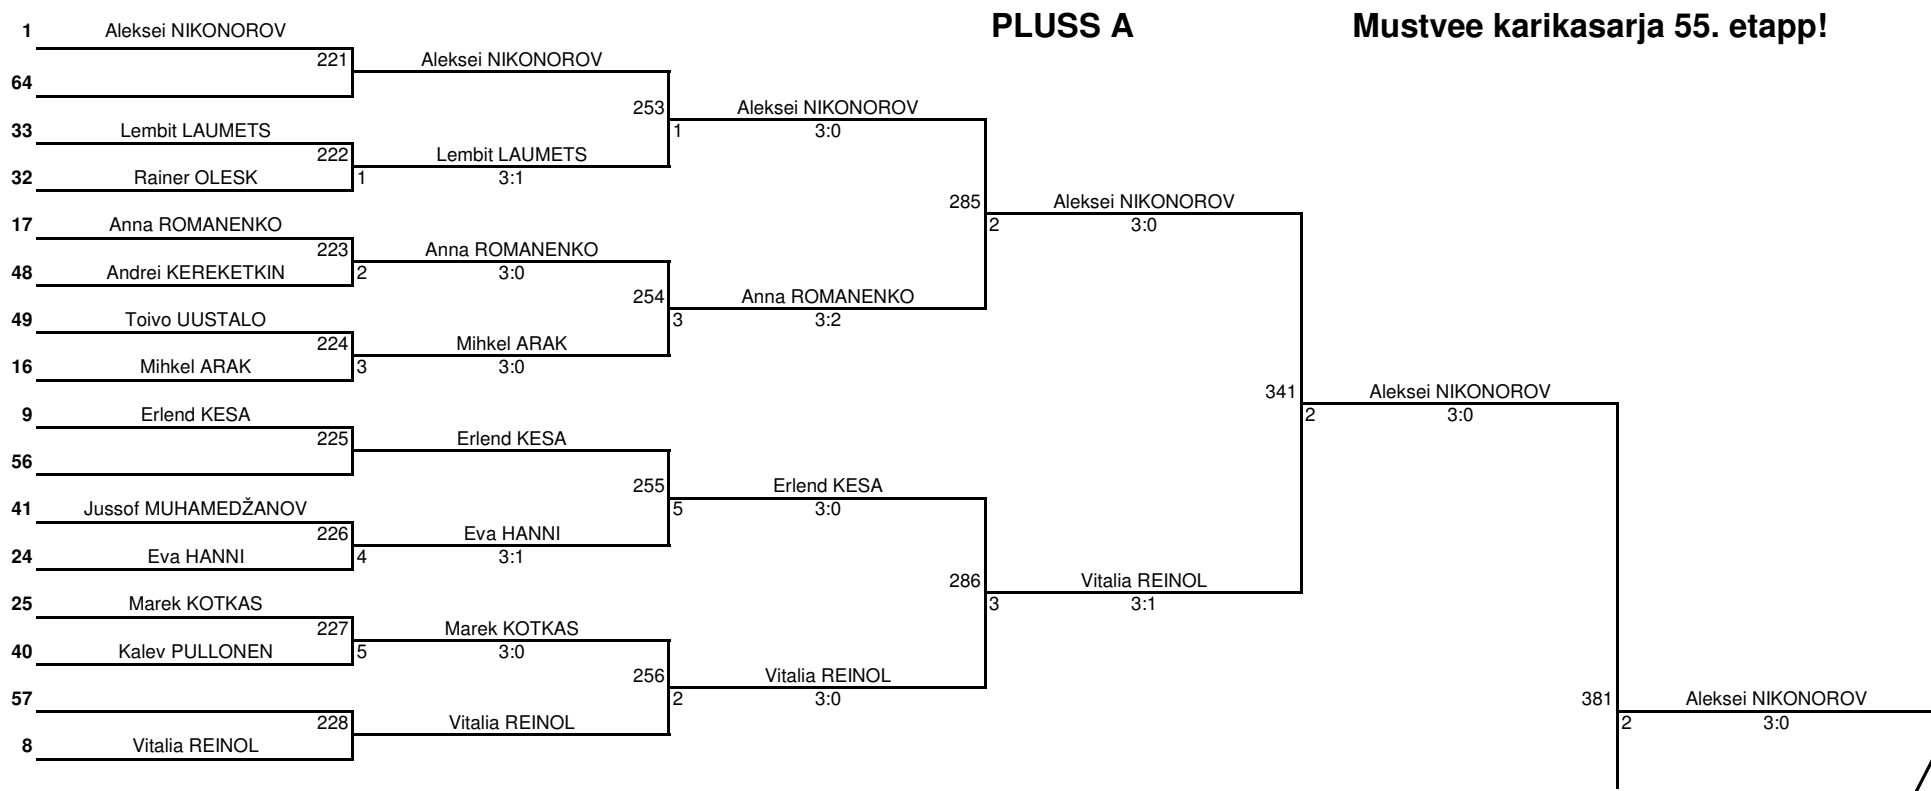 PLUSS A
Mustvee karikasarja 55. etapp!
1 Aleksei NIKONOROV
221 Aleksei NIKONOROV
64
253 Aleksei NIKONOROV
33 Lembit LAUMETS
1 3:0
222 Lembit LAUMETS
32 Rainer OLESK
1 3:1
285 Aleksei NIKONOROV
17 Anna ROMANENKO
2 3:0
223 Anna ROMANENKO
48 Andrei KEREKETKIN
2 3:0
254 Anna ROMANENKO
49 Toivo UUSTALO
3 3:2
224 Mihkel ARAK
16 Mihkel ARAK
3 3:0
341 Aleksei NIKONOROV
9 Erlend KESA
2 3:0
225 Erlend KESA
56
255 Erlend KESA
41 Jussof MUHAMEDŽANOV
5 3:0
226 Eva HANNI
24 Eva HANNI
4 3:1
286 Vitalia REINOL
25 Marek KOTKAS
3 3:1
227 Marek KOTKAS
40 Kalev PULLONEN
5 3:0
256 Vitalia REINOL
57
2 3:0
381 Aleksei NIKONOROV
228 Vitalia REINOL
2 3:0
8 Vitalia REINOL